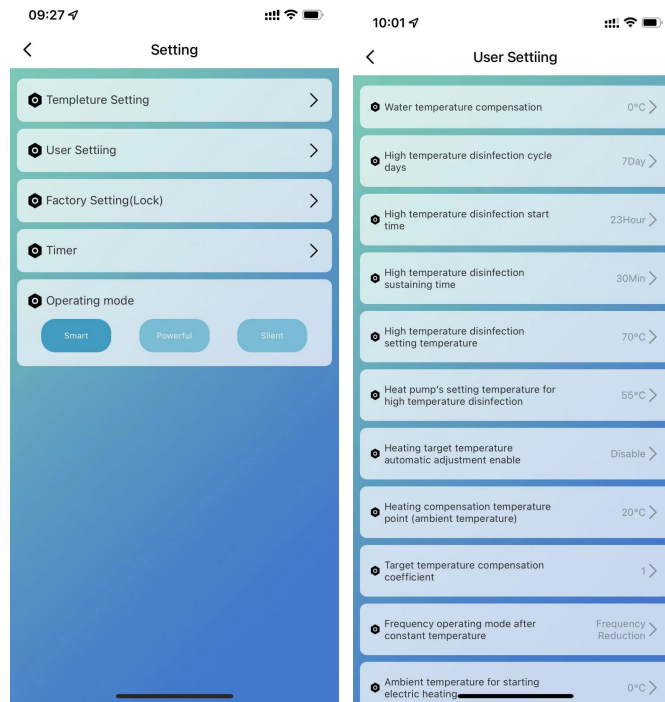 09:27
Setting
Templeture Setting
User Settiing
Factory Setting(Lock)
Timer
Operating mode
Smart
Powerful
Slient
10:01
User Settiing
Water temperature compensation
0°C
High temperature disinfection cycle
days
7Day
High temperature disinfection start
time
23Hour
High temperature disinfection
sustaining time
30Min
High temperature disinfection
setting temperature
70°C
Heat pump's setting temperature for
high temperature disinfection
55°C
Heating target temperature
automatic adjustment enable
Disable
Heating compensation temperature
point (ambient temperature)
20°C
Target temperature compensation
coefficient
1
Frequency operating mode after
constant temperature
Frequency
Reduction
Ambient temperature for starting
electric heating
0°C